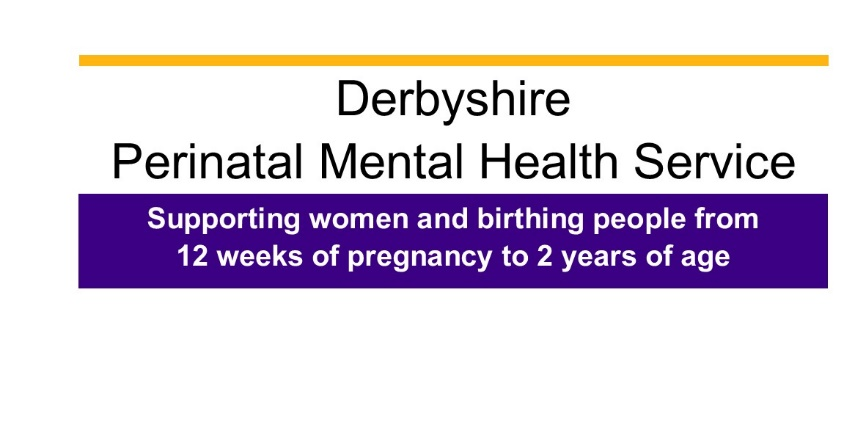 Derbyshire
Perinatal Mental Health Service
Supporting women and birthing people from
12 weeks of pregnancy to 2 years of age